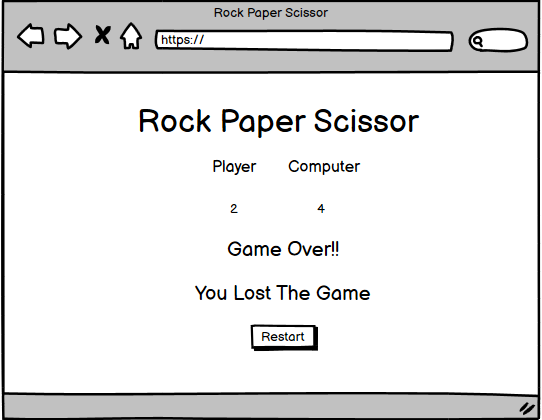 Rock Paper Scissor
https://
Rock Paper Scissor
Player Computer
2 4
Game Over!!
You Lost The Game
Restart